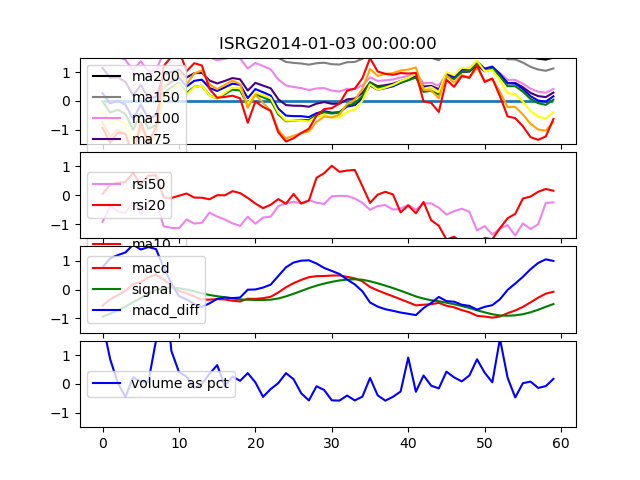 ISRG2014-01-03 00:00:00
1
0
−1
ma200
ma150
ma100
ma75
1
0
−1
rsi50
rsi20
ma10
1
0
−1
macd
signal
macd_diff
1
0
−1
volume as pct
0 10 20 30 40 50 60